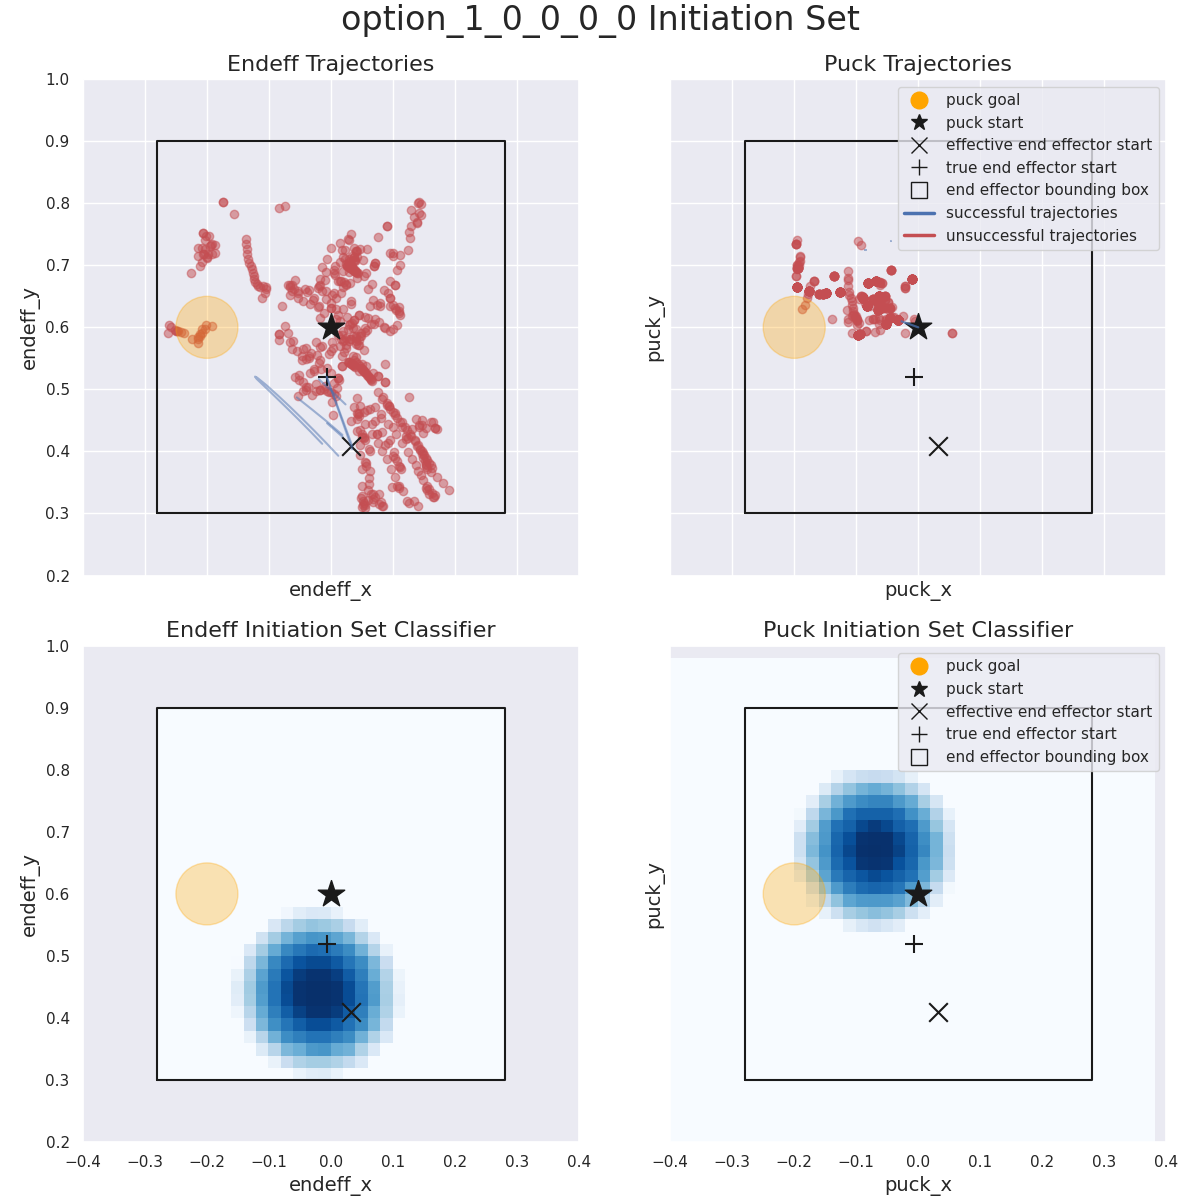 option_1_0_0_0_0 Initiation Set
Endeff Trajectories
1.0
0.9
0.8
0.7
0.6
0.5
0.4
0.3
0.2
endeff_y
endeff_x
Puck Trajectories
puck goal
puck start
effective end effector start
true end effector start
end effector bounding box
successful trajectories
unsuccessful trajectories
puck_y
puck_x
Endeff Initiation Set Classifier
1.0
0.9
0.8
0.7
0.6
0.5
0.4
0.3
0.2
endeff_y
-0.4 -0.3 -0.2 -0.1 0.0 0.1 0.2 0.3 0.4
endeff_x
Puck Initiation Set Classifier
puck goal
puck start
effective end effector start
true end effector start
end effector bounding box
puck_y
-0.4 -0.3 -0.2 -0.1 0.0 0.1 0.2 0.3 0.4
puck_x